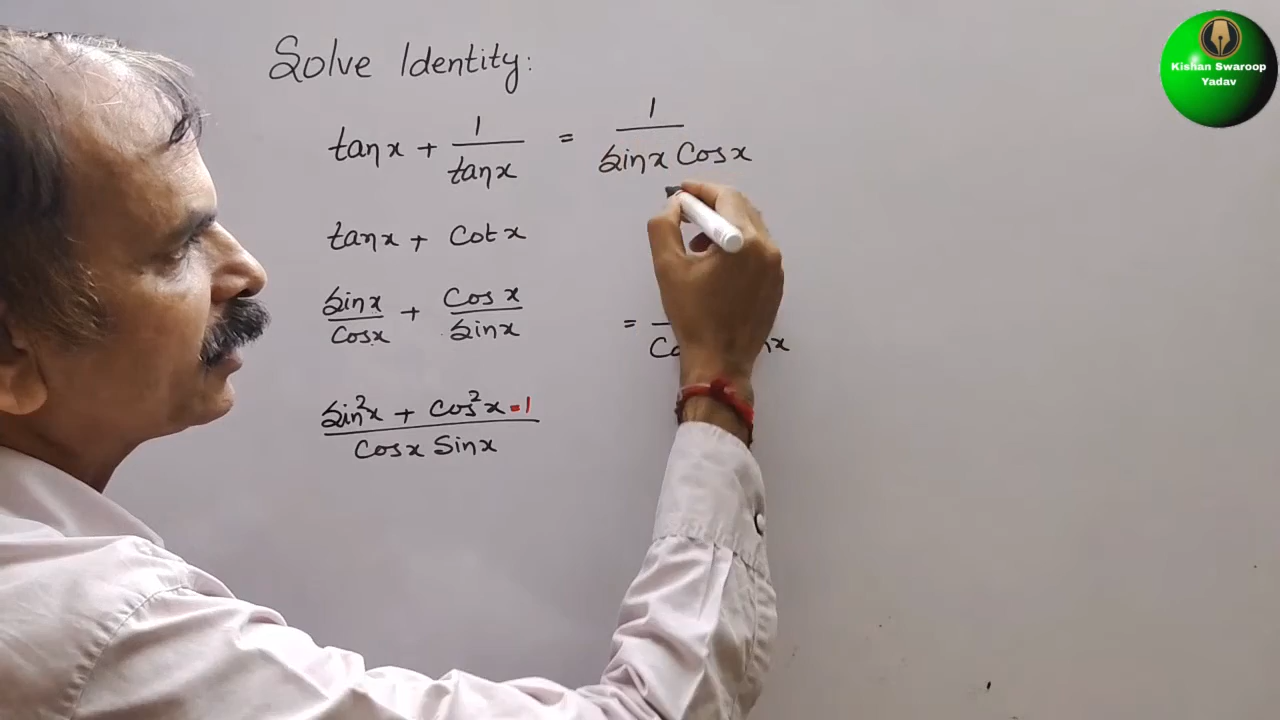 Solve Identity:
tanx + 1/tanx = 1/Sinx Cosx
tanx + Cotx
Sinx/Cosx + Cosx/Sinx =
Sin²x + Cos²x = 1
Cosx Sinx
Kishan Swaroop
Yadav